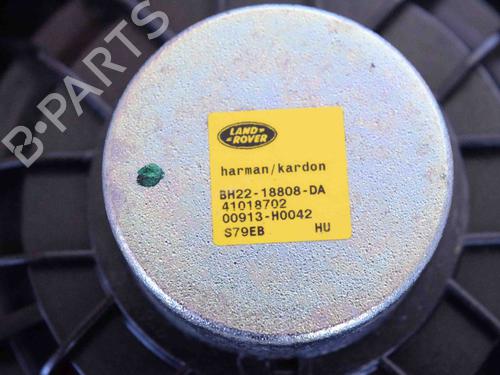 B-PARTS
LAND ROVER
harman/kardon
BH22-18808-DA
41018702
00913-H0042
S79EB HU